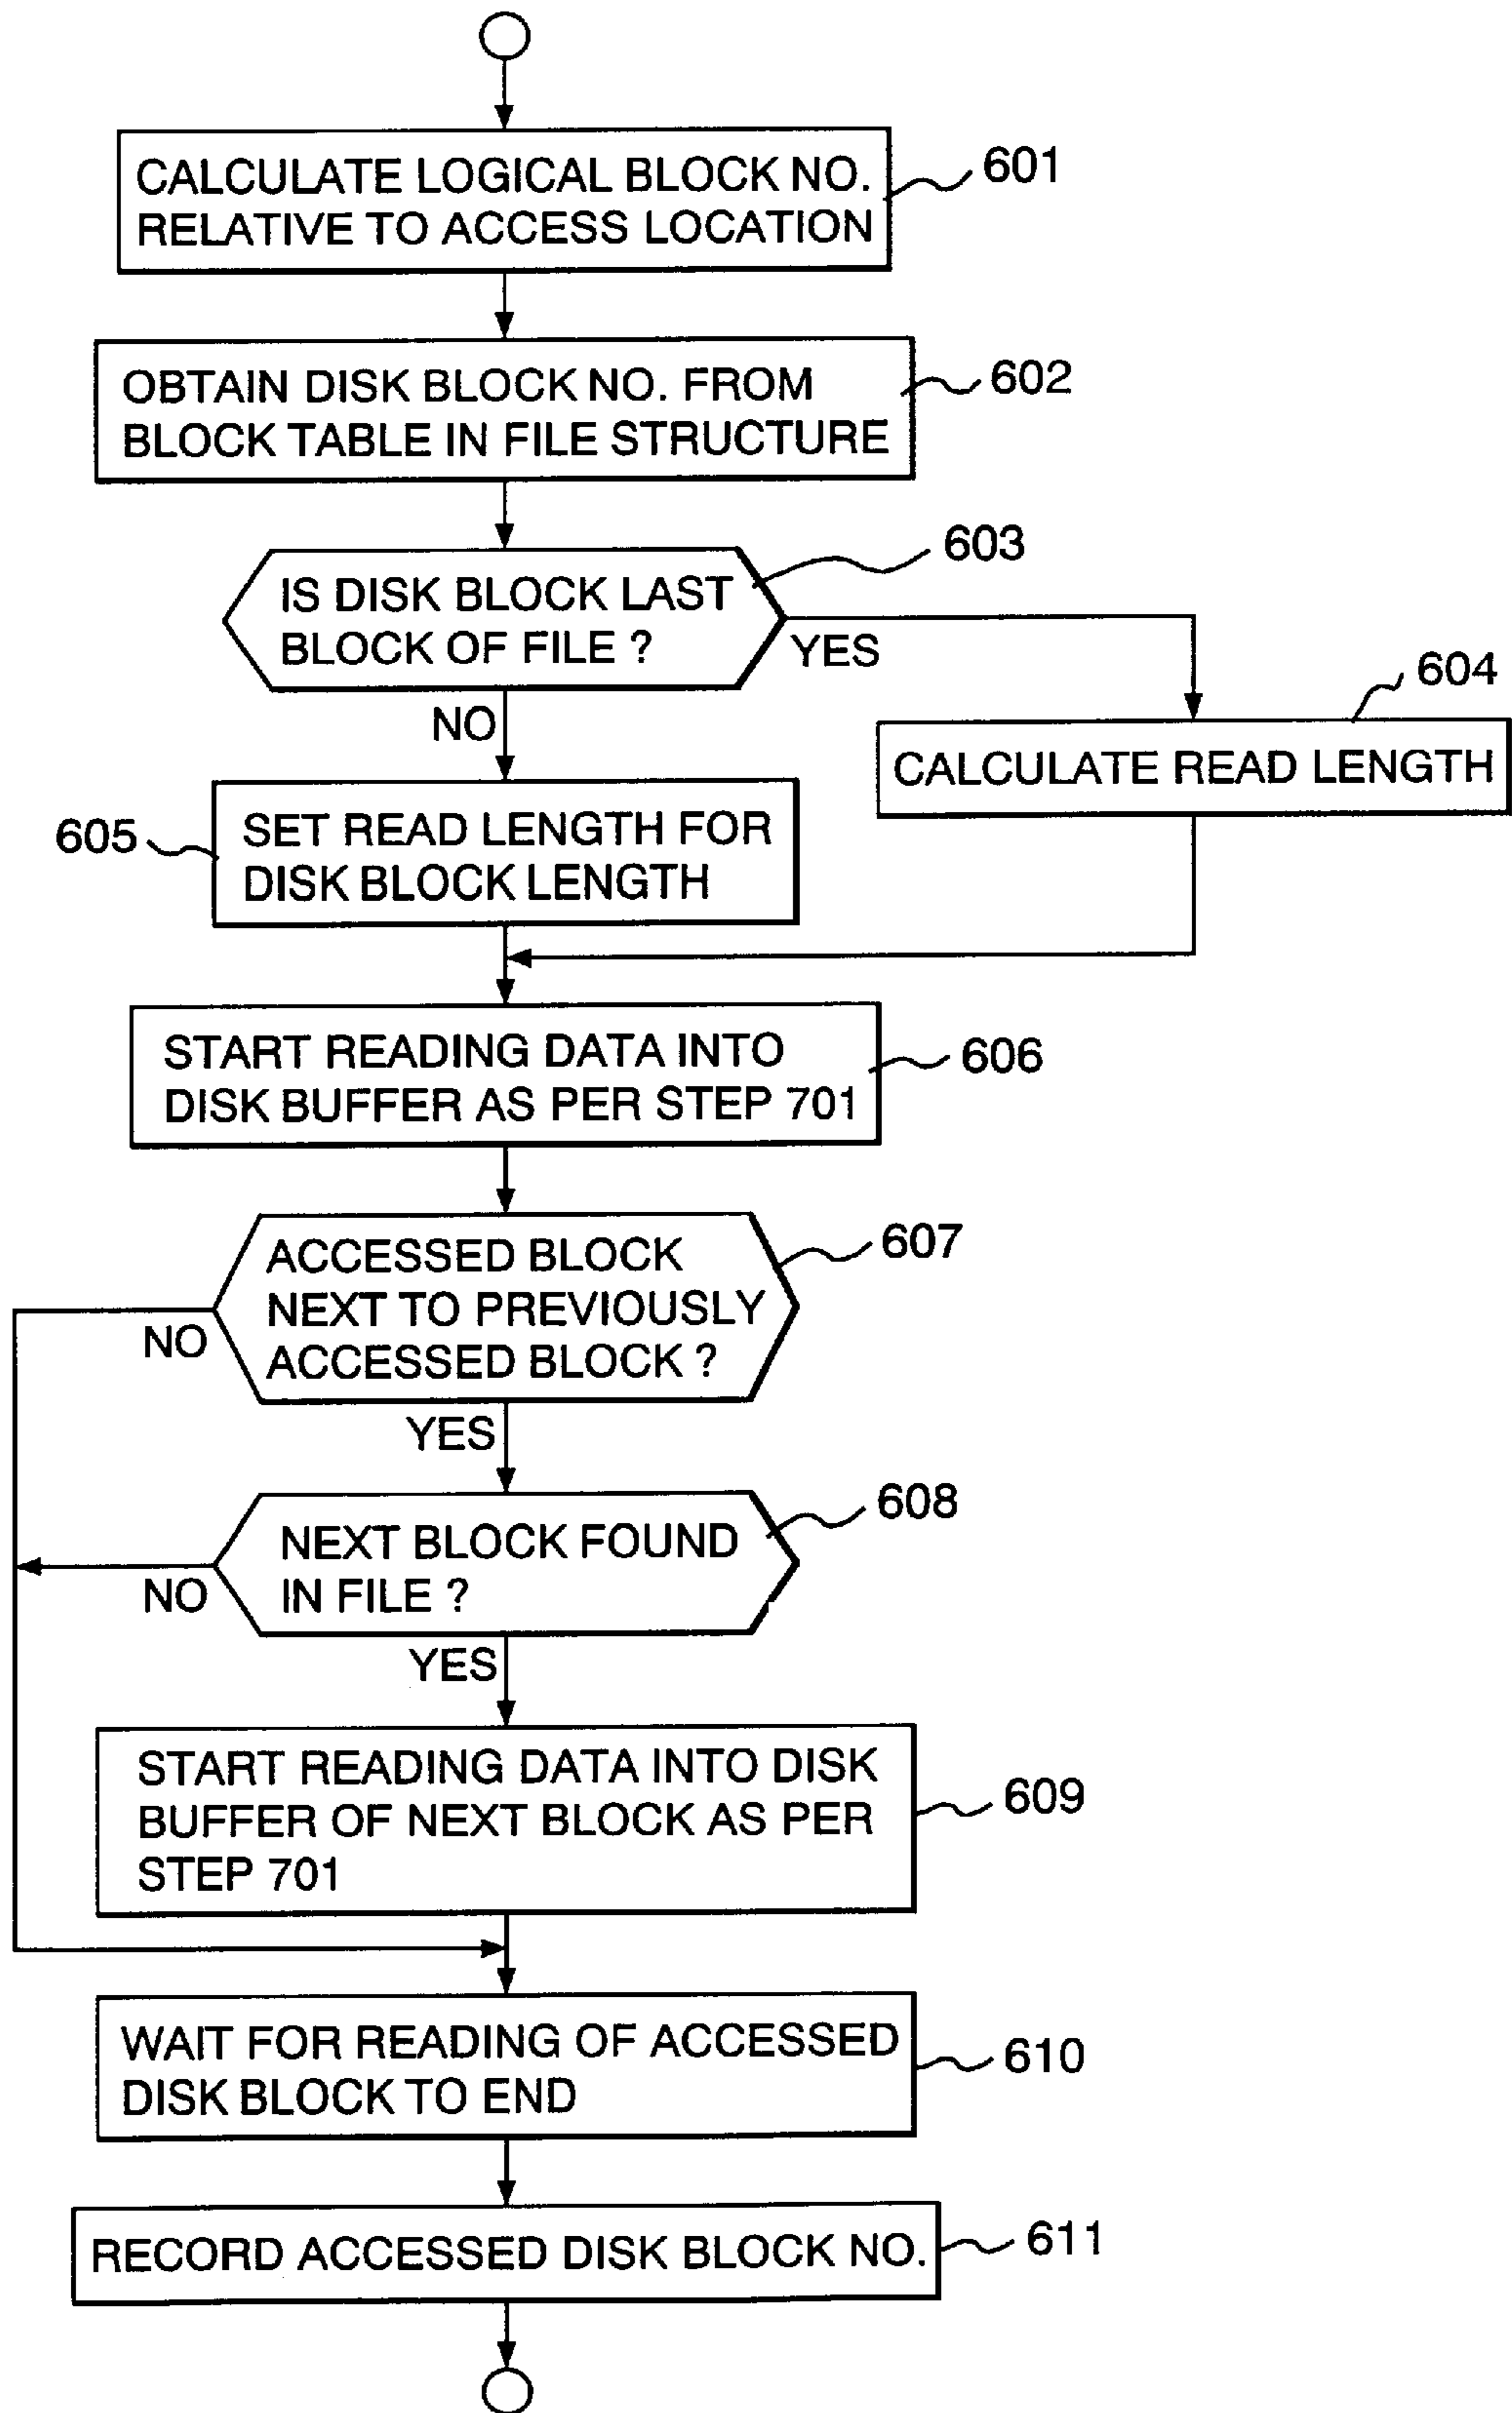 CALCULATE LOGICAL BLOCK NO.
RELATIVE TO ACCESS LOCATION
601
OBTAIN DISK BLOCK NO. FROM
BLOCK TABLE IN FILE STRUCTURE
602
IS DISK BLOCK LAST
BLOCK OF FILE ?
603
YES
NO
604
CALCULATE READ LENGTH
605
SET READ LENGTH FOR
DISK BLOCK LENGTH
START READING DATA INTO
DISK BUFFER AS PER STEP 701
606
ACCESSED BLOCK
NEXT TO PREVIOUSLY
ACCESSED BLOCK ?
607
NO
YES
NEXT BLOCK FOUND
IN FILE ?
608
NO
YES
START READING DATA INTO DISK
BUFFER OF NEXT BLOCK AS PER
STEP 701
609
WAIT FOR READING OF ACCESSED
DISK BLOCK TO END
610
RECORD ACCESSED DISK BLOCK NO.
611